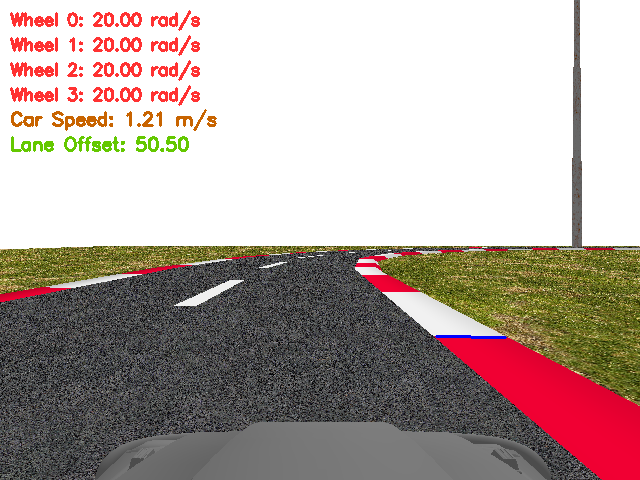 Wheel 0: 20.00 rad/s
Wheel 1: 20.00 rad/s
Wheel 2: 20.00 rad/s
Wheel 3: 20.00 rad/s
Car Speed: 1.21 m/s
Lane Offset: 50.50